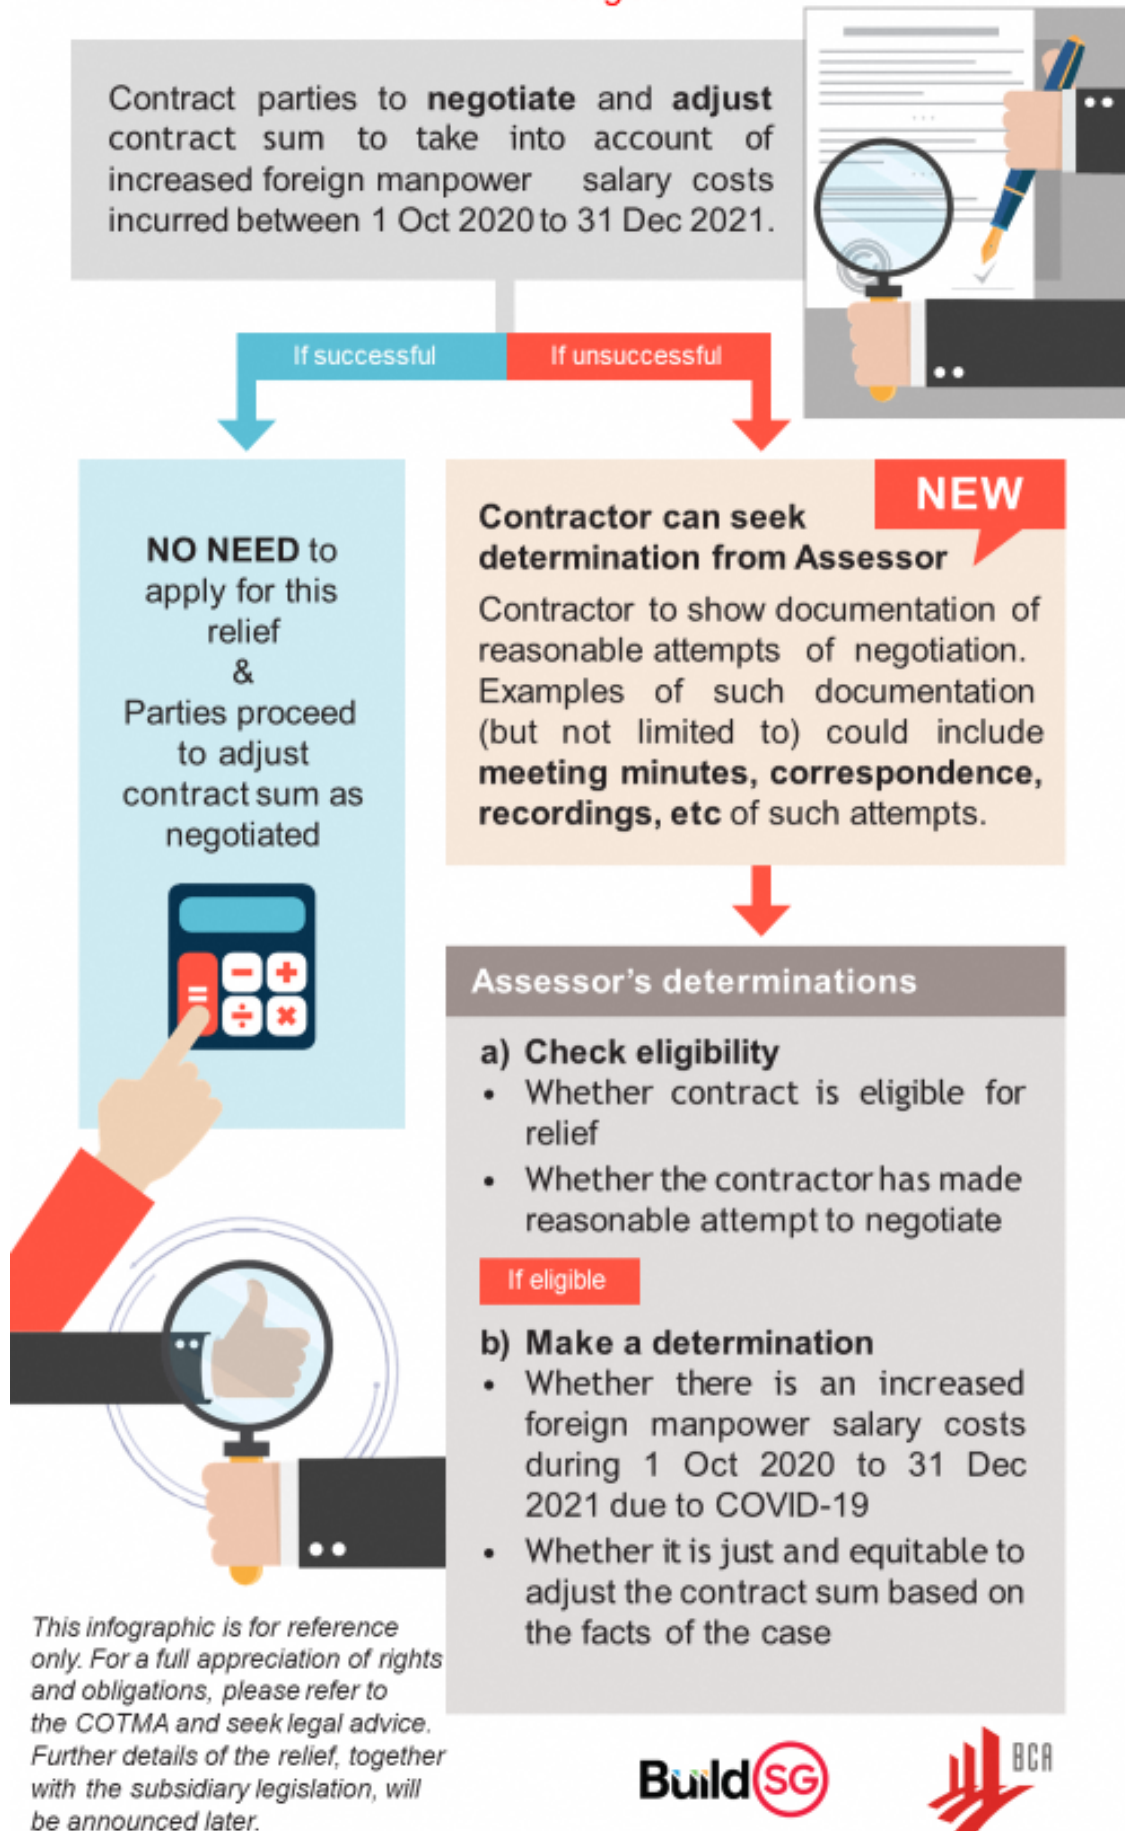 Contract parties to negotiate and adjust
contract sum to take into account of
increased foreign manpower salary costs
incurred between 1 Oct 2020 to 31 Dec 2021.
If successful
If unsuccessful
NO NEED to
apply for this
relief
&
Parties proceed
to adjust
contract sum as
negotiated
NEW
Contractor can seek
determination from Assessor
Contractor to show documentation of
reasonable attempts of negotiation.
Examples of such documentation
(but not limited to) could include
meeting minutes, correspondence,
recordings, etc of such attempts.
Assessor's determinations
a) Check eligibility
• Whether contract is eligible for
relief
• Whether the contractor has made
reasonable attempt to negotiate
If eligible
b) Make a determination
• Whether there is an increased
foreign manpower salary costs
during 1 Oct 2020 to 31 Dec
2021 due to COVID-19
• Whether it is just and equitable to
adjust the contract sum based on
the facts of the case
This infographic is for reference
only. For a full appreciation of rights
and obligations, please refer to
the COTMA and seek legal advice.
Further details of the relief, together
with the subsidiary legislation, will
be announced later.
Build SG
BCA